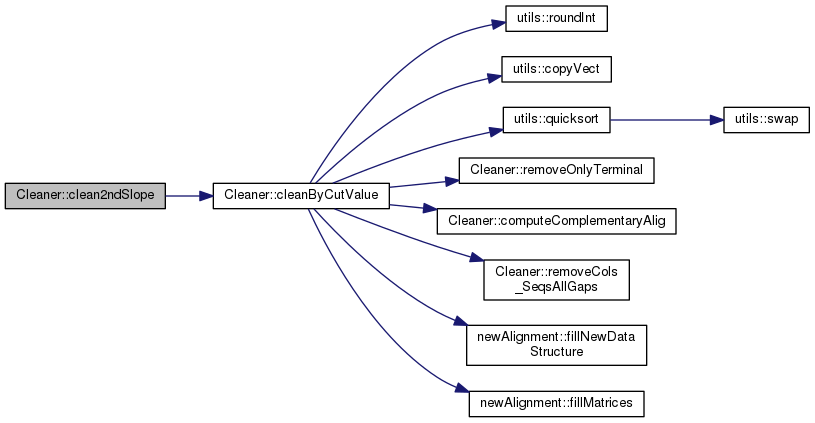 utils::roundInt
utils::copyVect
utils::quicksort
utils::swap
Cleaner::removeOnlyTerminal
Cleaner::clean2ndSlope
Cleaner::cleanByCutValue
Cleaner::computeComplementaryAlig
Cleaner::removeCols
_SeqsAllGaps
newAlignment::fillNewData
Structure
newAlignment::fillMatrices